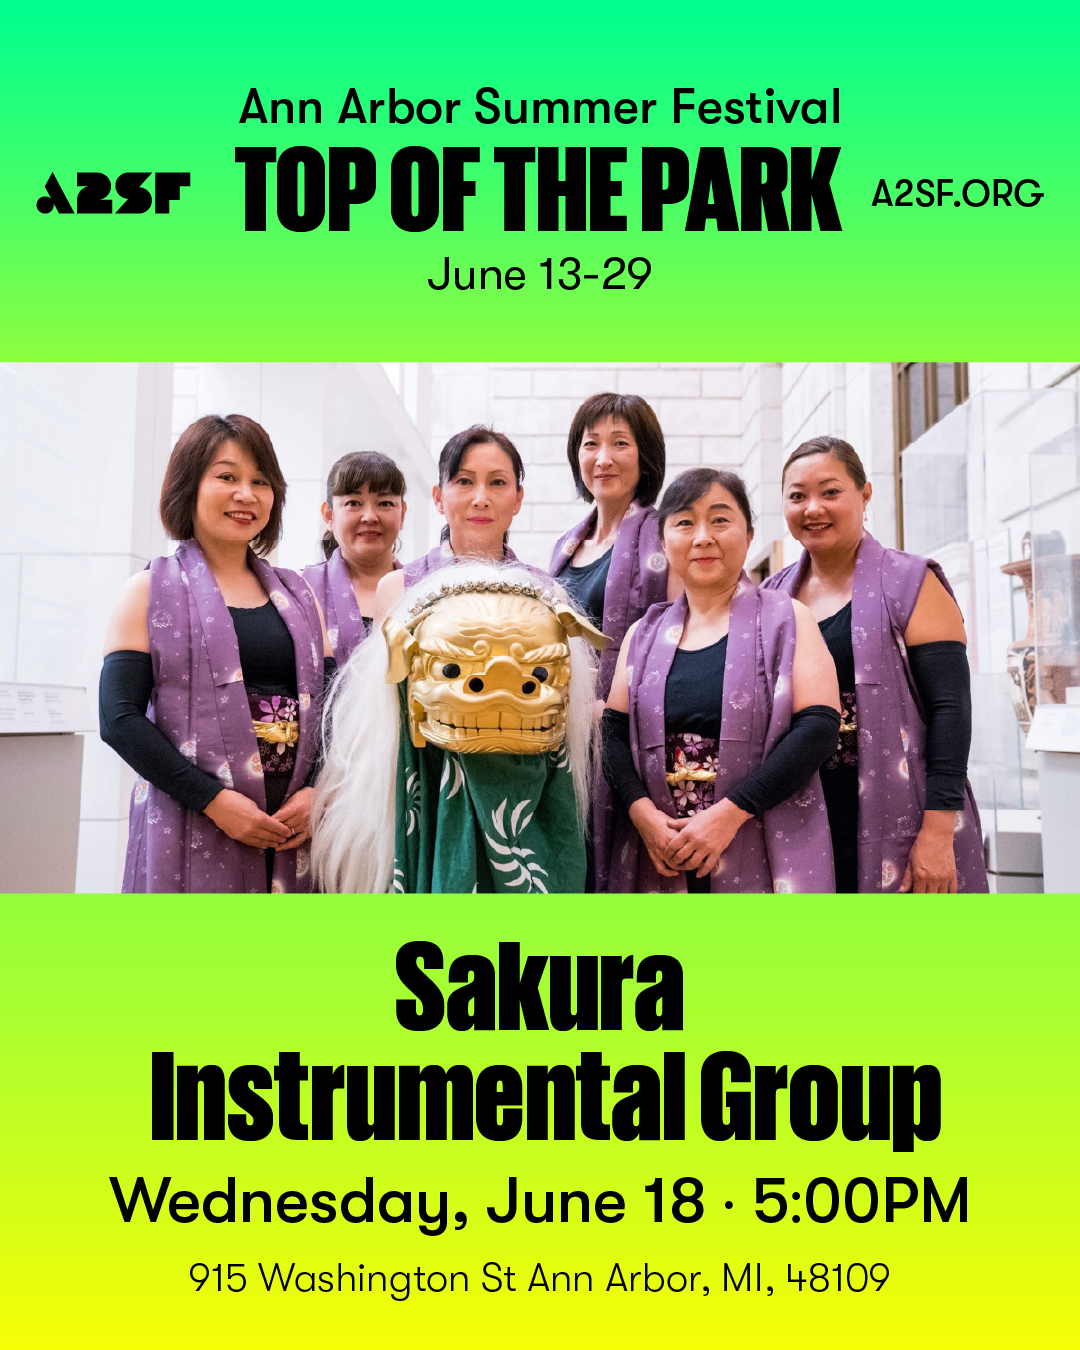 Ann Arbor Summer Festival
A2SF
TOP OF THE PARK
A2SF.ORG
June 13-29
Sakura
Instrumental Group
Wednesday, June 18 · 5:00PM
915 Washington St Ann Arbor, MI, 48109